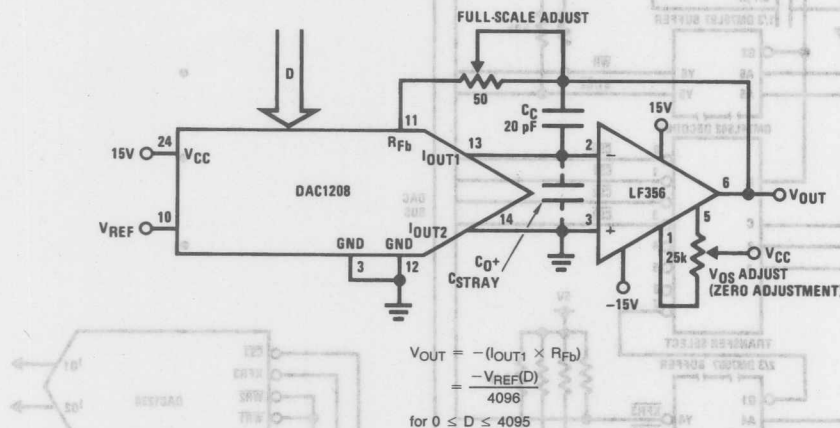 FULL-SCALE ADJUST
D
50
11
RFb
CC
20 pF
15V
24
VCC
13
IOUT1
2
−
15V
DAC1208
LF356
6
VOUT
VREF
10
14
IOUT2
3
+
5
1
25k
VCC
GND
GND
3
12
CO+
CSTRAY
−15V
VOS ADJUST
(ZERO ADJUSTMENT)
VOUT = −(IOUT1 × RFb)
= −VREF(D)
4096
for 0 ≤ D ≤ 4095